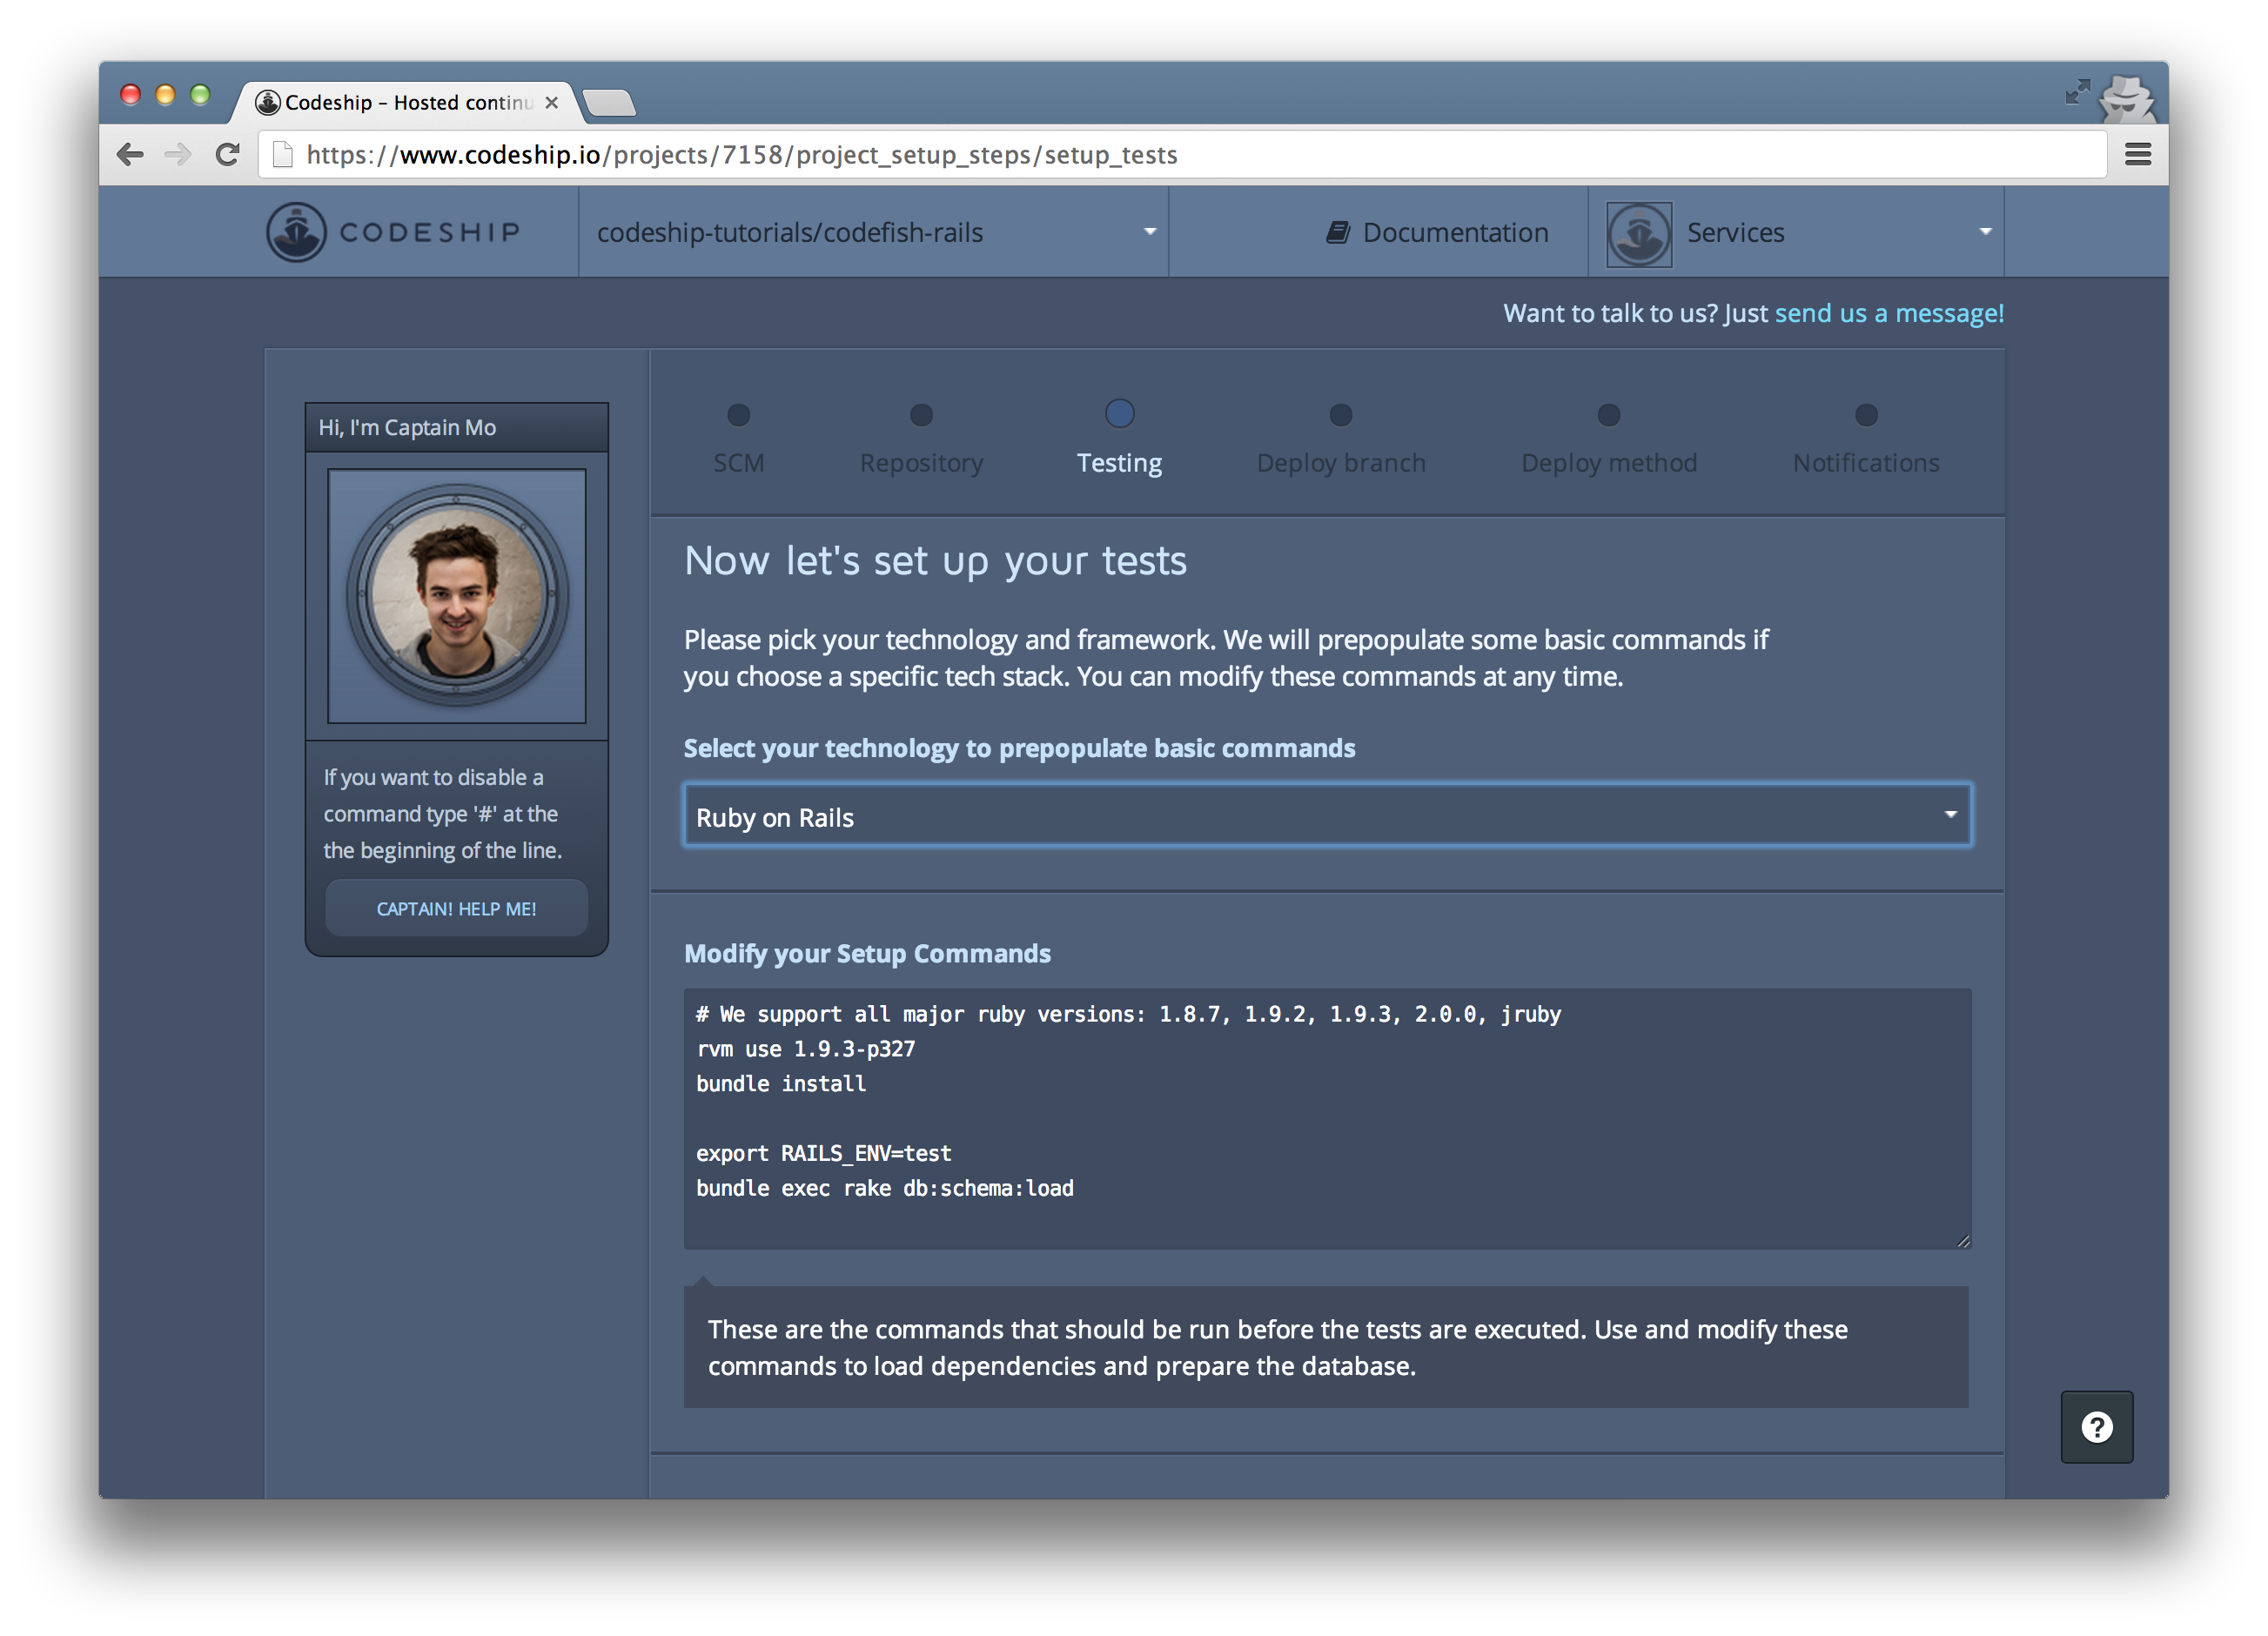 Codeship – Hosted continu
https://www.codeship.io/projects/7158/project_setup_steps/setup_tests
CODESHIP
codeship-tutorials/codefish-rails
Documentation
Services
Want to talk to us? Just send us a message!
Hi, I'm Captain Mo
If you want to disable a
command type '#' at the
the beginning of the line.
CAPTAIN! HELP ME!
SCM
Repository
Testing
Deploy branch
Deploy method
Notifications
Now let's set up your tests
Please pick your technology and framework. We will prepopulate some basic commands if
you choose a specific tech stack. You can modify these commands at any time.
Select your technology to prepopulate basic commands
Ruby on Rails
Modify your Setup Commands
# We support all major ruby versions: 1.8.7, 1.9.2, 1.9.3, 2.0.0, jruby
rvm use 1.9.3-p327
bundle install
export RAILS_ENV=test
bundle exec rake db:schema:load
These are the commands that should be run before the tests are executed. Use and modify these
commands to load dependencies and prepare the database.
?